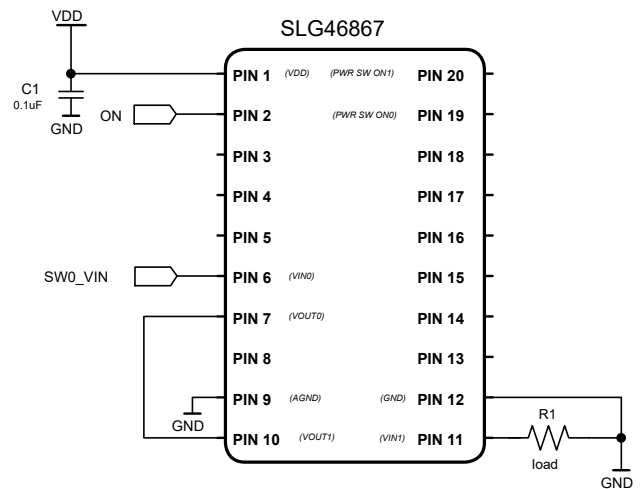 VDD
SLG46867
C1
0.1uF
GND
ON
SW0_VIN
GND
PIN 1 (VDD) (PWR SW ON1) PIN 20
PIN 2 (PWR SW ON0) PIN 19
PIN 3 PIN 18
PIN 4 PIN 17
PIN 5 PIN 16
PIN 6 (VIN0) PIN 15
PIN 7 (VOUT0) PIN 14
PIN 8 PIN 13
PIN 9 (AGND) (GND) PIN 12
PIN 10 (VOUT1) (VIN1) PIN 11
R1
load
GND